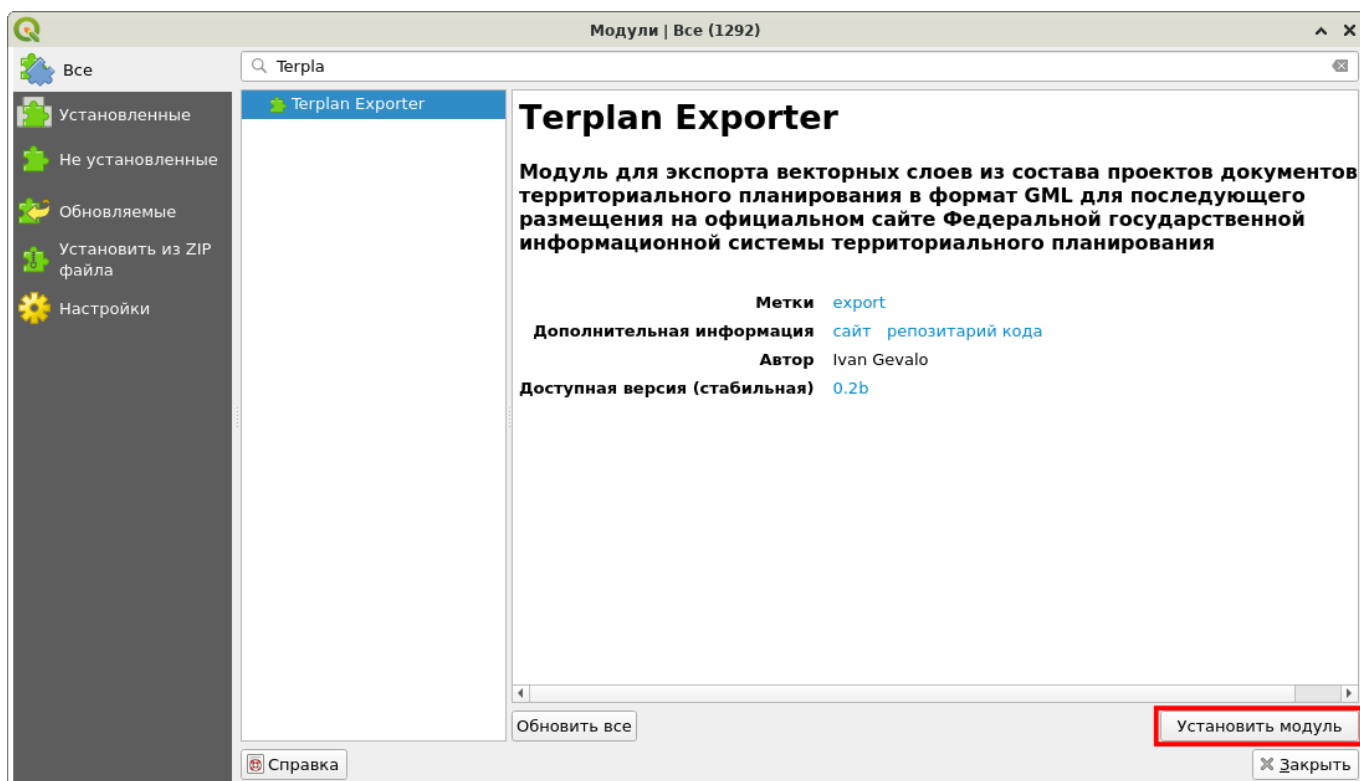 Модули | Все (1292)
Все
Установленные
Не установленные
Обновляемые
Установить из ZIP
файла
Настройки
Terpla
Terplan Exporter
Terplan Exporter
Модуль для экспорта векторных слоев из состава проектов документов
территориального планирования в формат GML для последующего
размещения на официальном сайте Федеральной государственной
информационной системы территориального планирования
Метки export
Дополнительная информация сайт репозитарий кода
Автор Ivan Gevalo
Доступная версия (стабильная) 0.2b
Обновить все
Установить модуль
Справка
Закрыть